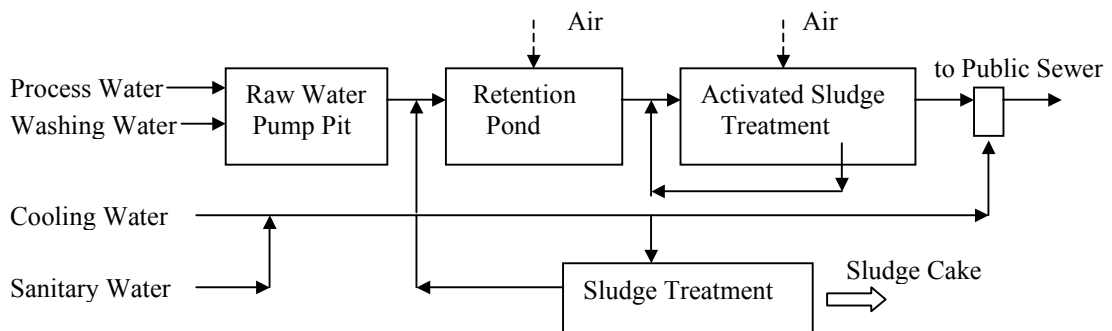 Air
Air
to Public Sewer
Process Water
Washing Water
Raw Water
Pump Pit
Retention
Pond
Activated Sludge
Treatment
Cooling Water
Sanitary Water
Sludge Treatment
Sludge Cake